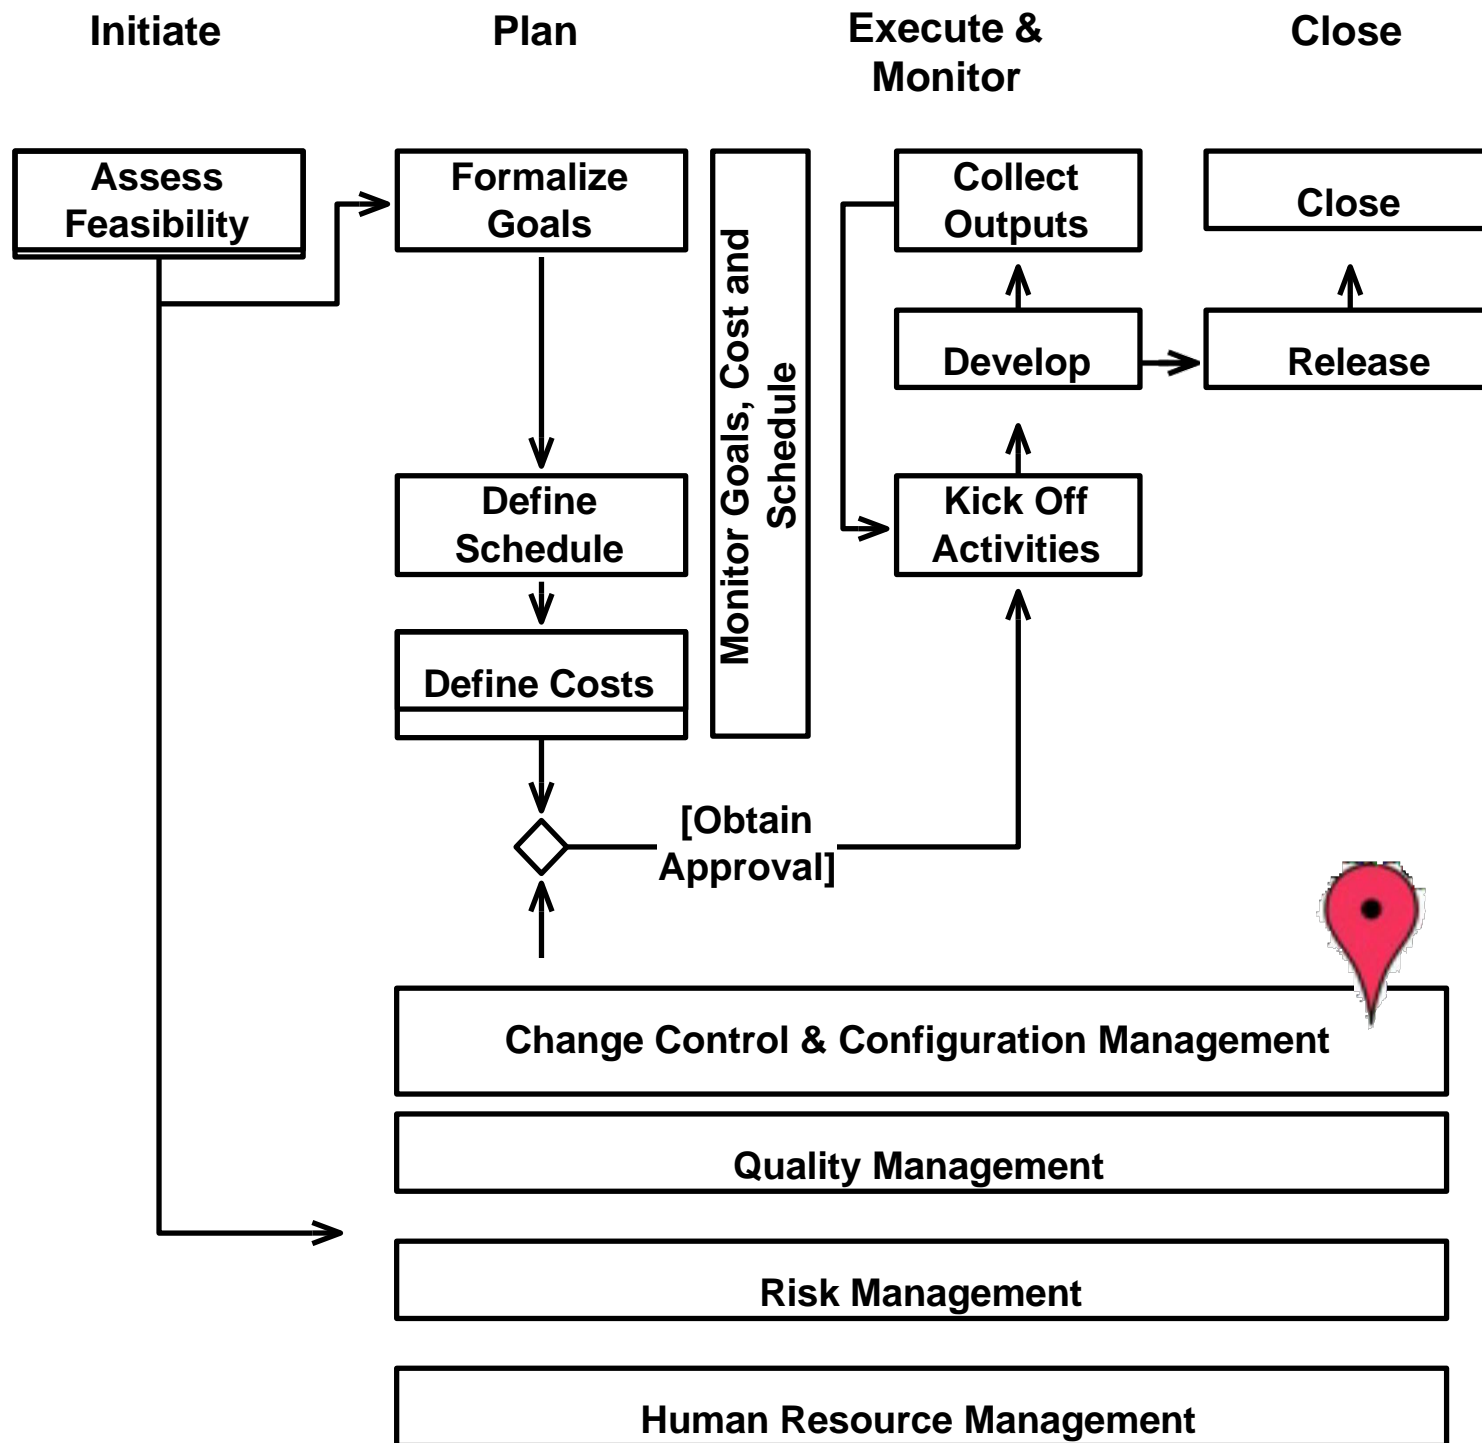 Initiate
Plan
Execute &
Monitor
Close
Assess
Feasibility
Formalize
Goals
Monitor Goals, Cost and
Schedule
Collect
Outputs
Close
Develop
Release
Define
Schedule
Kick Off
Activities
Define Costs
[Obtain
Approval]
Change Control & Configuration Management
Quality Management
Risk Management
Human Resource Management